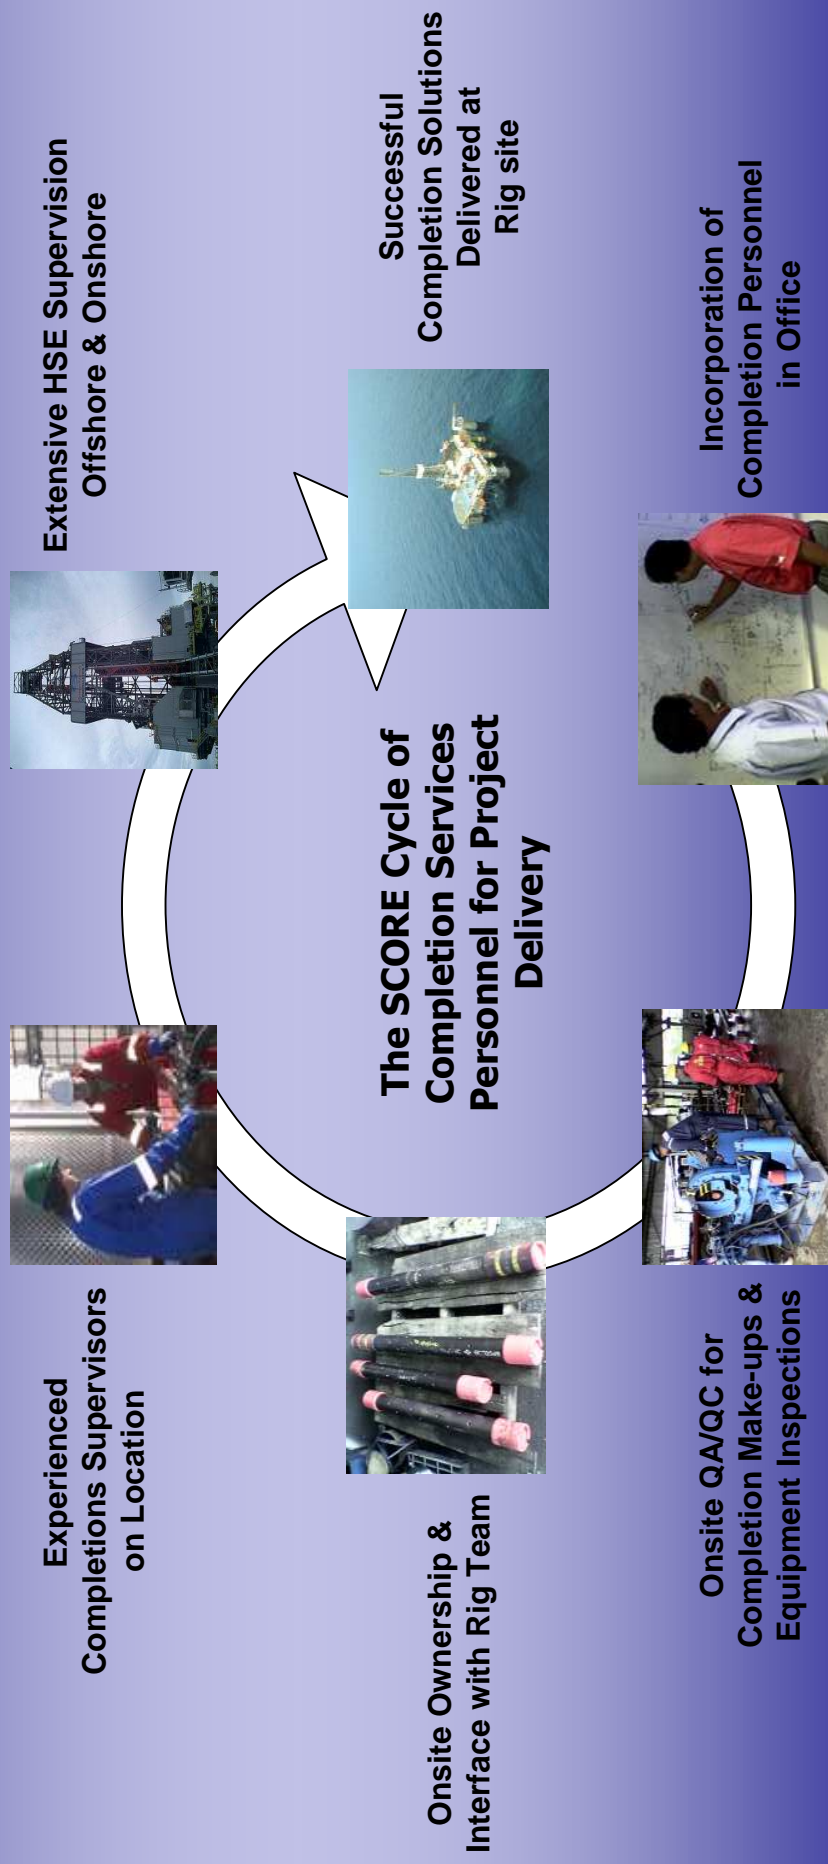 Experienced
Completions Supervisors
on Location
Extensive HSE Supervision
Offshore & Onshore
Onsite Ownership &
Interface with Rig Team
The SCORE Cycle of
Completion Services
Personnel for Project
Delivery
Successful
Completion Solutions
Delivered at
Rig site
Onsite QA/QC for
Completion Make-ups &
Equipment Inspections
Incorporation of
Completion Personnel
in Office